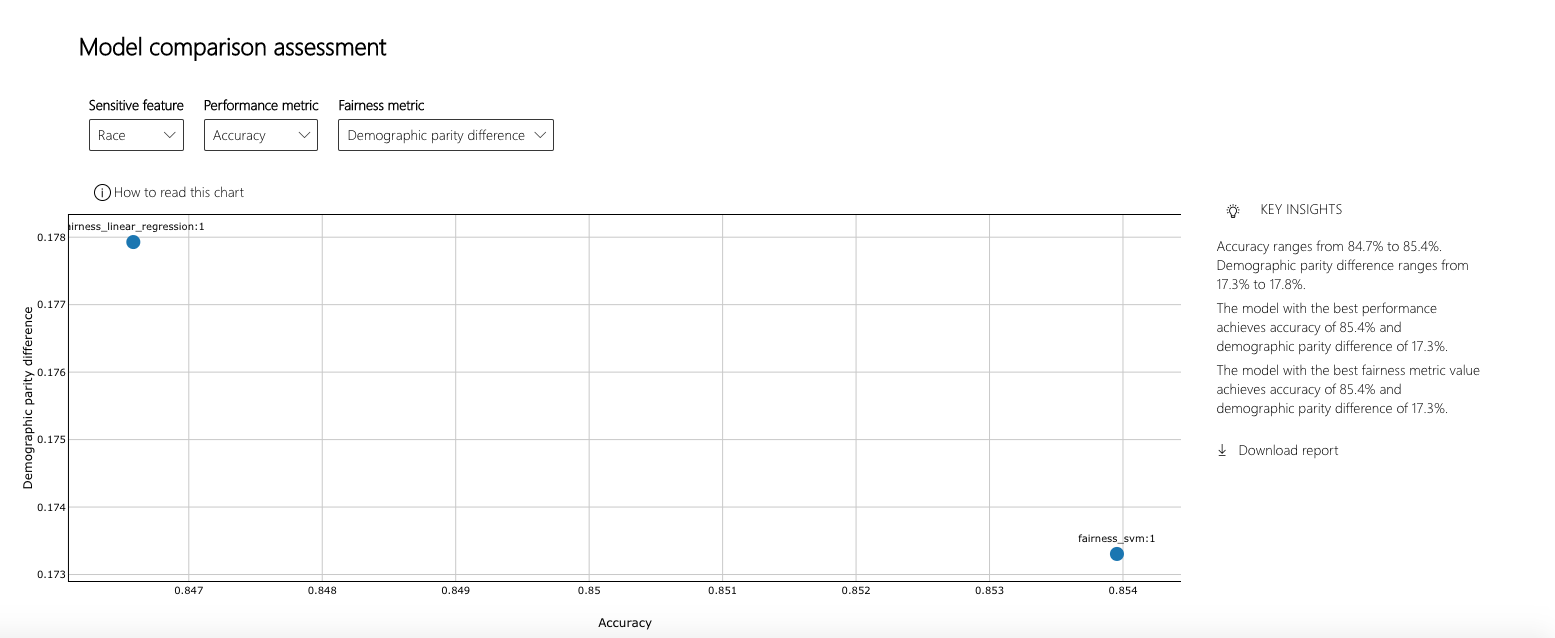 Model comparison assessment
Sensitive feature Performance metric Fairness metric
Race Accuracy Demographic parity difference
How to read this chart
airness_linear_regression:1
0.178
0.177
0.176
0.175
0.174
0.173
Demographic parity difference
fairness_svm:1
0.847 0.848 0.849 0.85 0.851 0.852 0.853 0.854
Accuracy
KEY INSIGHTS
Accuracy ranges from 84.7% to 85.4%.
Demographic parity difference ranges from
17.3% to 17.8%.
The model with the best performance
achieves accuracy of 85.4% and
demographic parity difference of 17.3%.
The model with the best fairness metric value
achieves accuracy of 85.4% and
demographic parity difference of 17.3%.
Download report